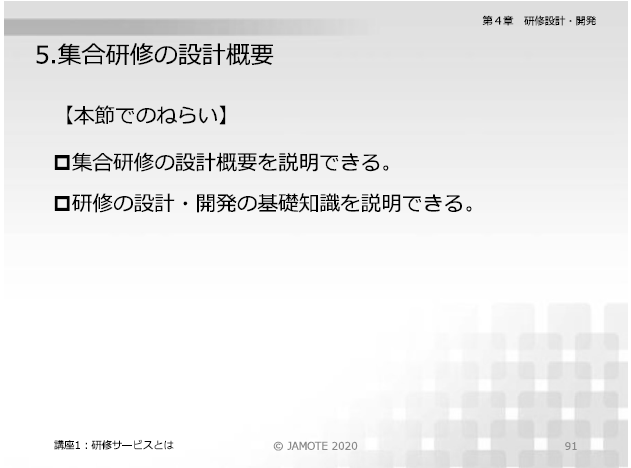 第４章　研修設計・開発
5.集合研修の設計概要
【本節でのねらい】
集合研修の設計概要を説明できる。
研修の設計・開発の基礎知識を説明できる。
講座1：研修サービスとは
© JAMOTE 2020
91